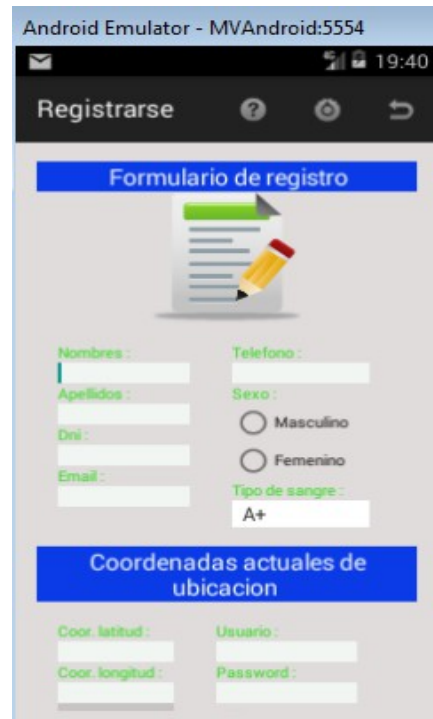 Android Emulator - MVAndroid:5554
4G 19:40
Registrarse
Formulario de registro
Nombres :
Telefono :
Apellidos :
Sexo :
Masculino
Dni :
Femenino
Email :
Tipo de sangre :
A+
Coordenadas actuales de
ubicacion
Coor. latitud :
Usuario :
Coor. longitud :
Password :